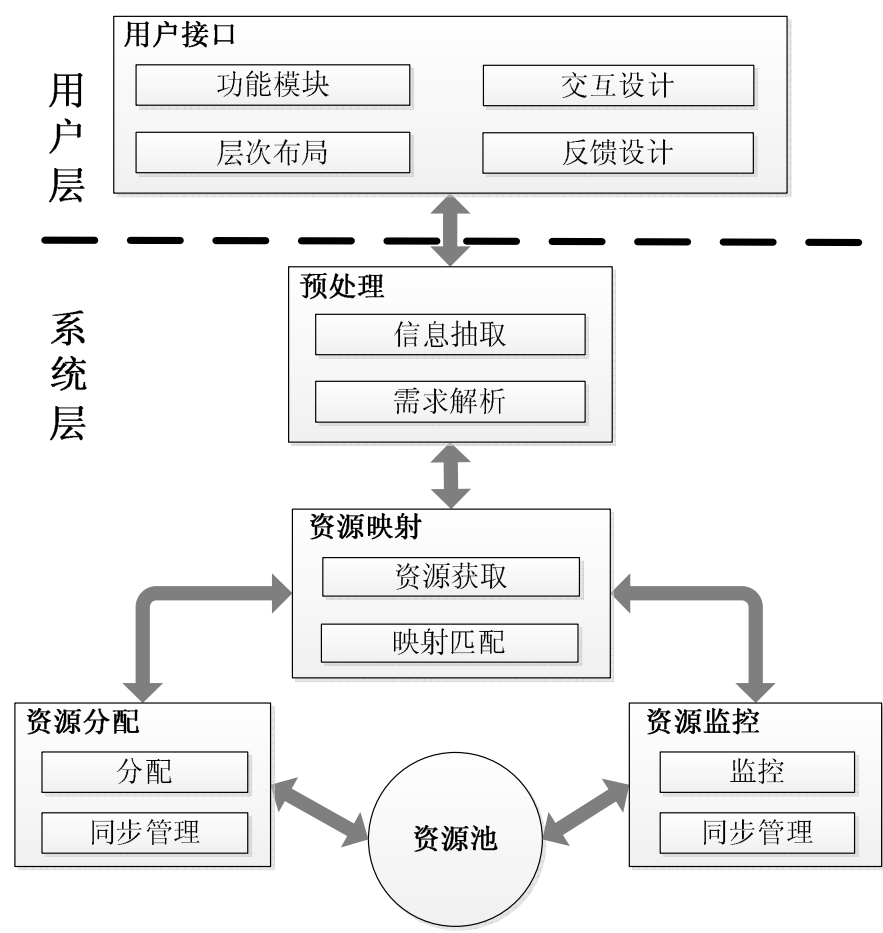 用户层
用户接口
功能模块
交互设计
层次布局
反馈设计
系统层
预处理
信息抽取
需求解析
资源映射
资源获取
映射匹配
资源分配
分配
同步管理
资源池
资源监控
监控
同步管理